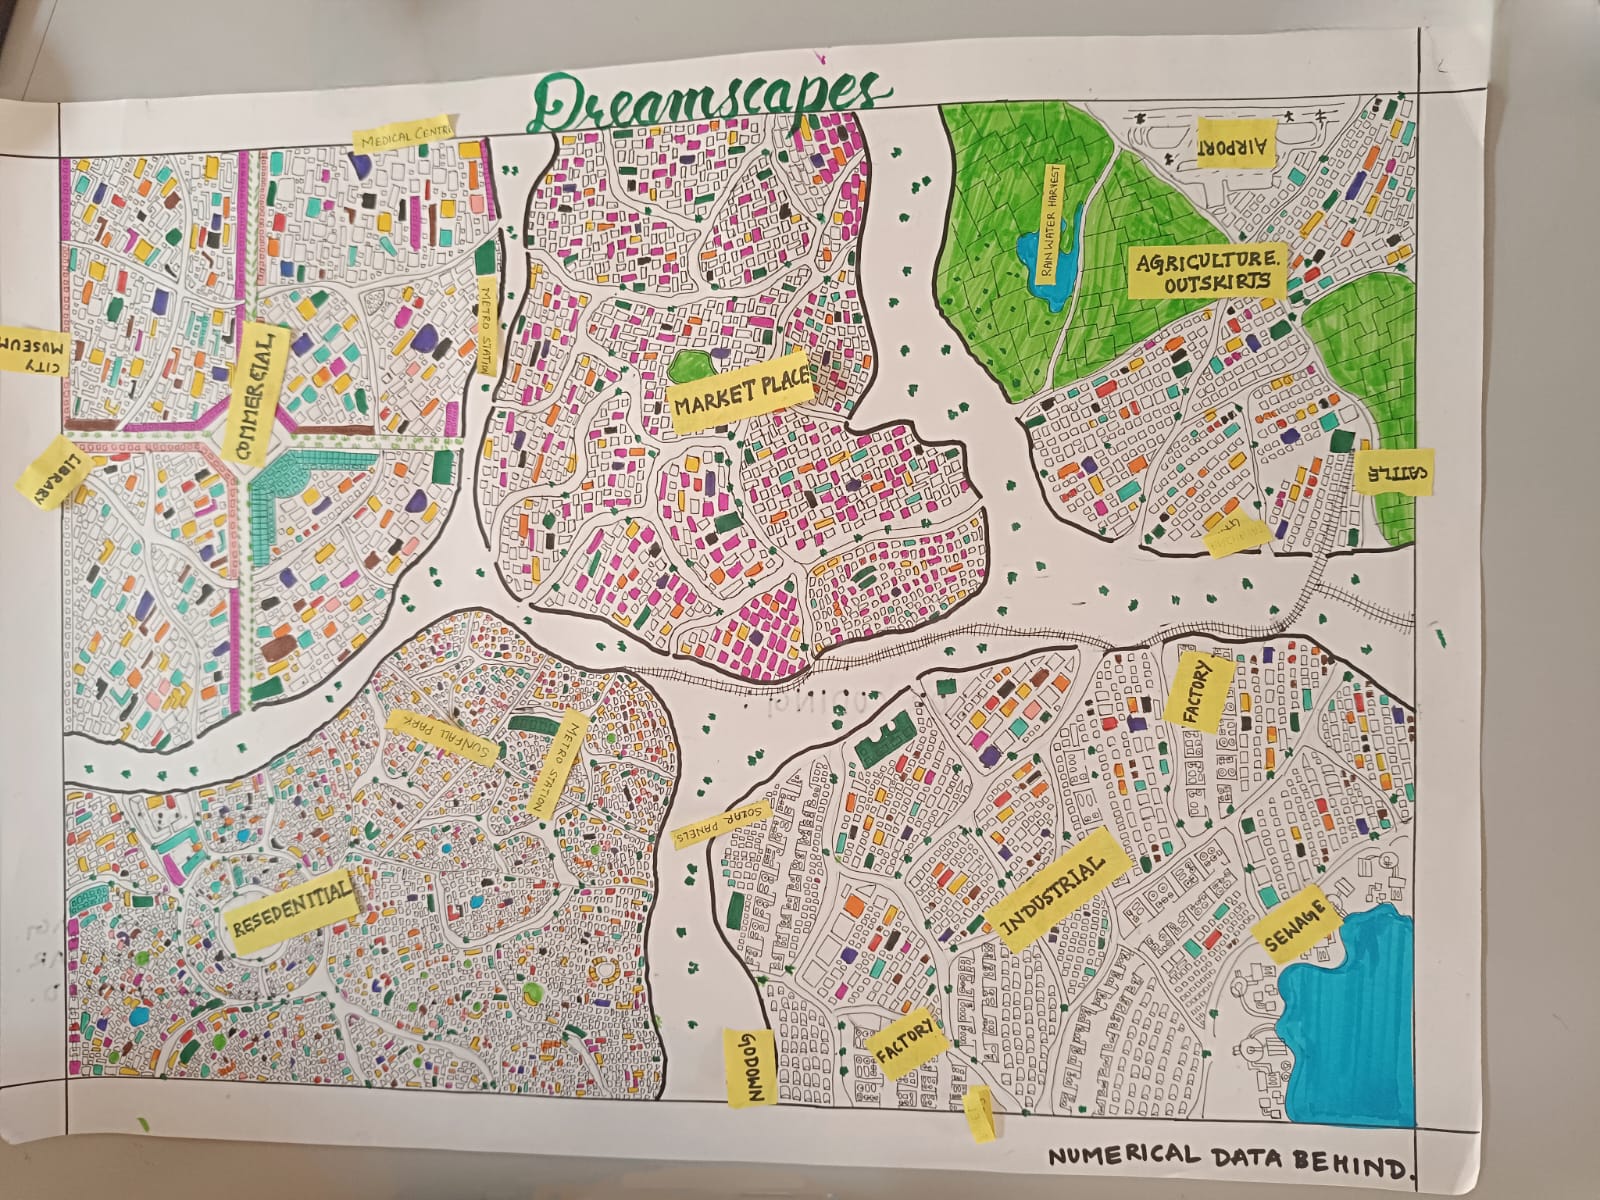 Dreamscapes
MEDICAL CENTRE
AIRPORT
RAIN WATER HARVEST
AGRICULTURE.
OUTSKIRTS
METRO STATION
CITY
MUSEUM
COMMERCIAL
MARKET PLACE
LIBRARY
CATTLE
FACTORY
SUNFALL PARK
METRO STATION
SOLAR PANELS
RESEDENTIAL
INDUSTRIAL
SEWAGE
FACTORY
GODOWN
NUMERICAL DATA BEHIND.